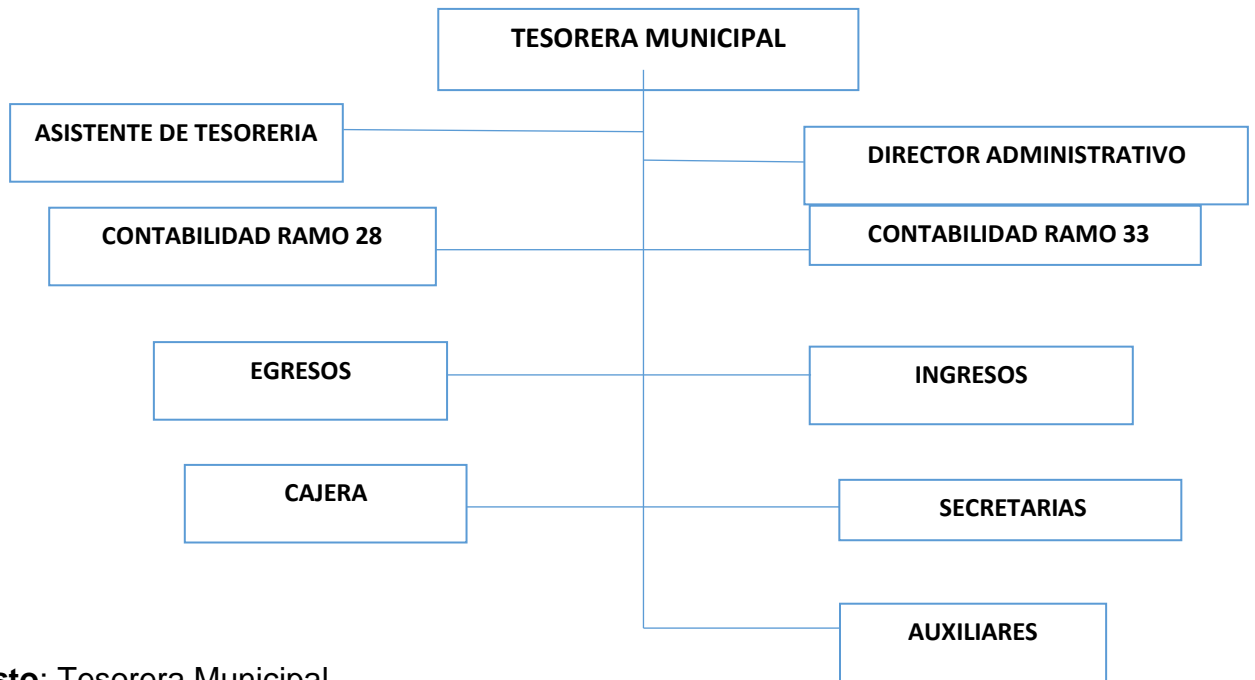 TESORERA MUNICIPAL
ASISTENTE DE TESORERIA
DIRECTOR ADMINISTRATIVO
CONTABILIDAD RAMO 28
CONTABILIDAD RAMO 33
EGRESOS
INGRESOS
CAJERA
SECRETARIAS
AUXILIARES
sto: Tesorera Municipal